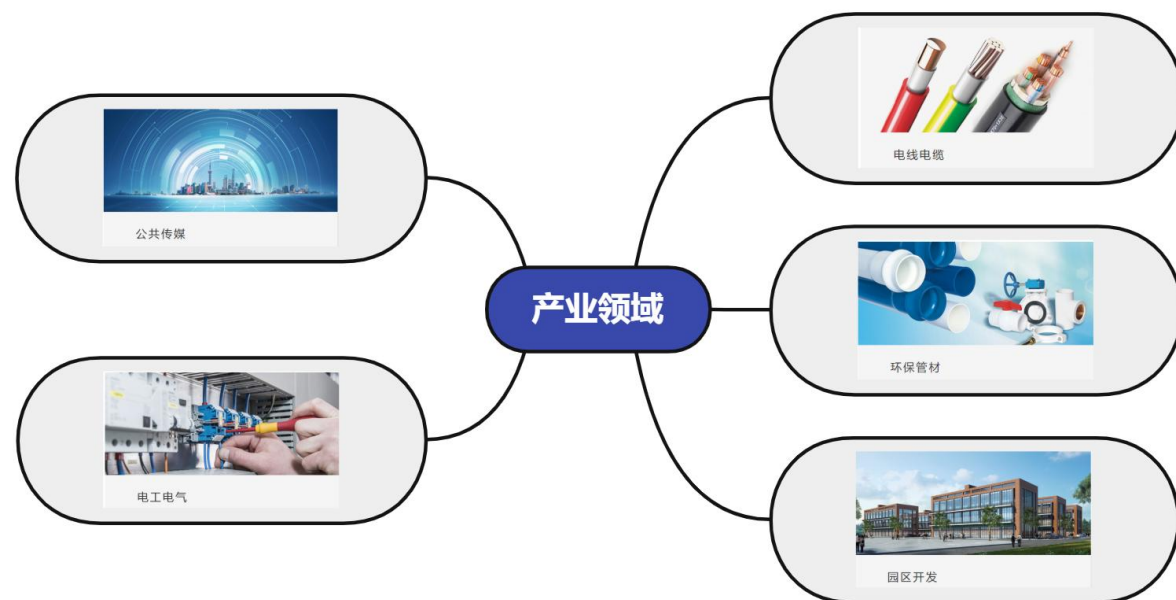 公共传媒
电工电气
产业领域
电线电缆
环保管材
园区开发